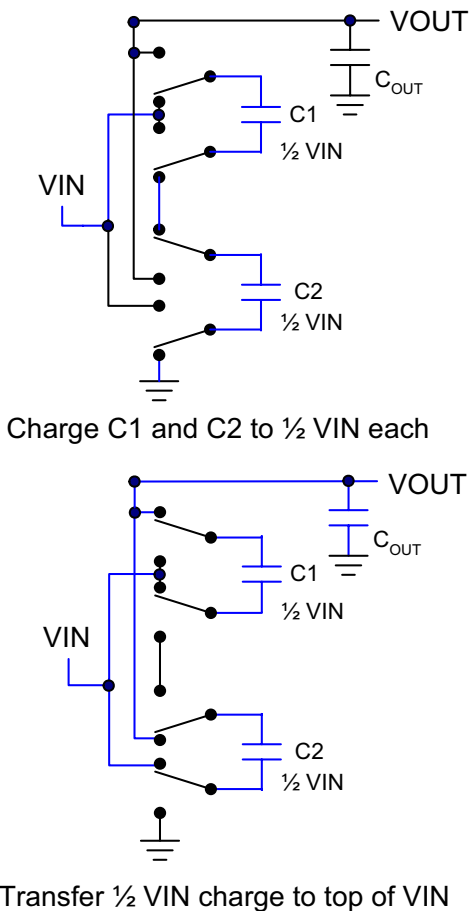 VOUT
C_OUT
C1
½ VIN
VIN
C2
½ VIN
Charge C1 and C2 to ½ VIN each
VOUT
C_OUT
C1
½ VIN
VIN
C2
½ VIN
Transfer ½ VIN charge to top of VIN